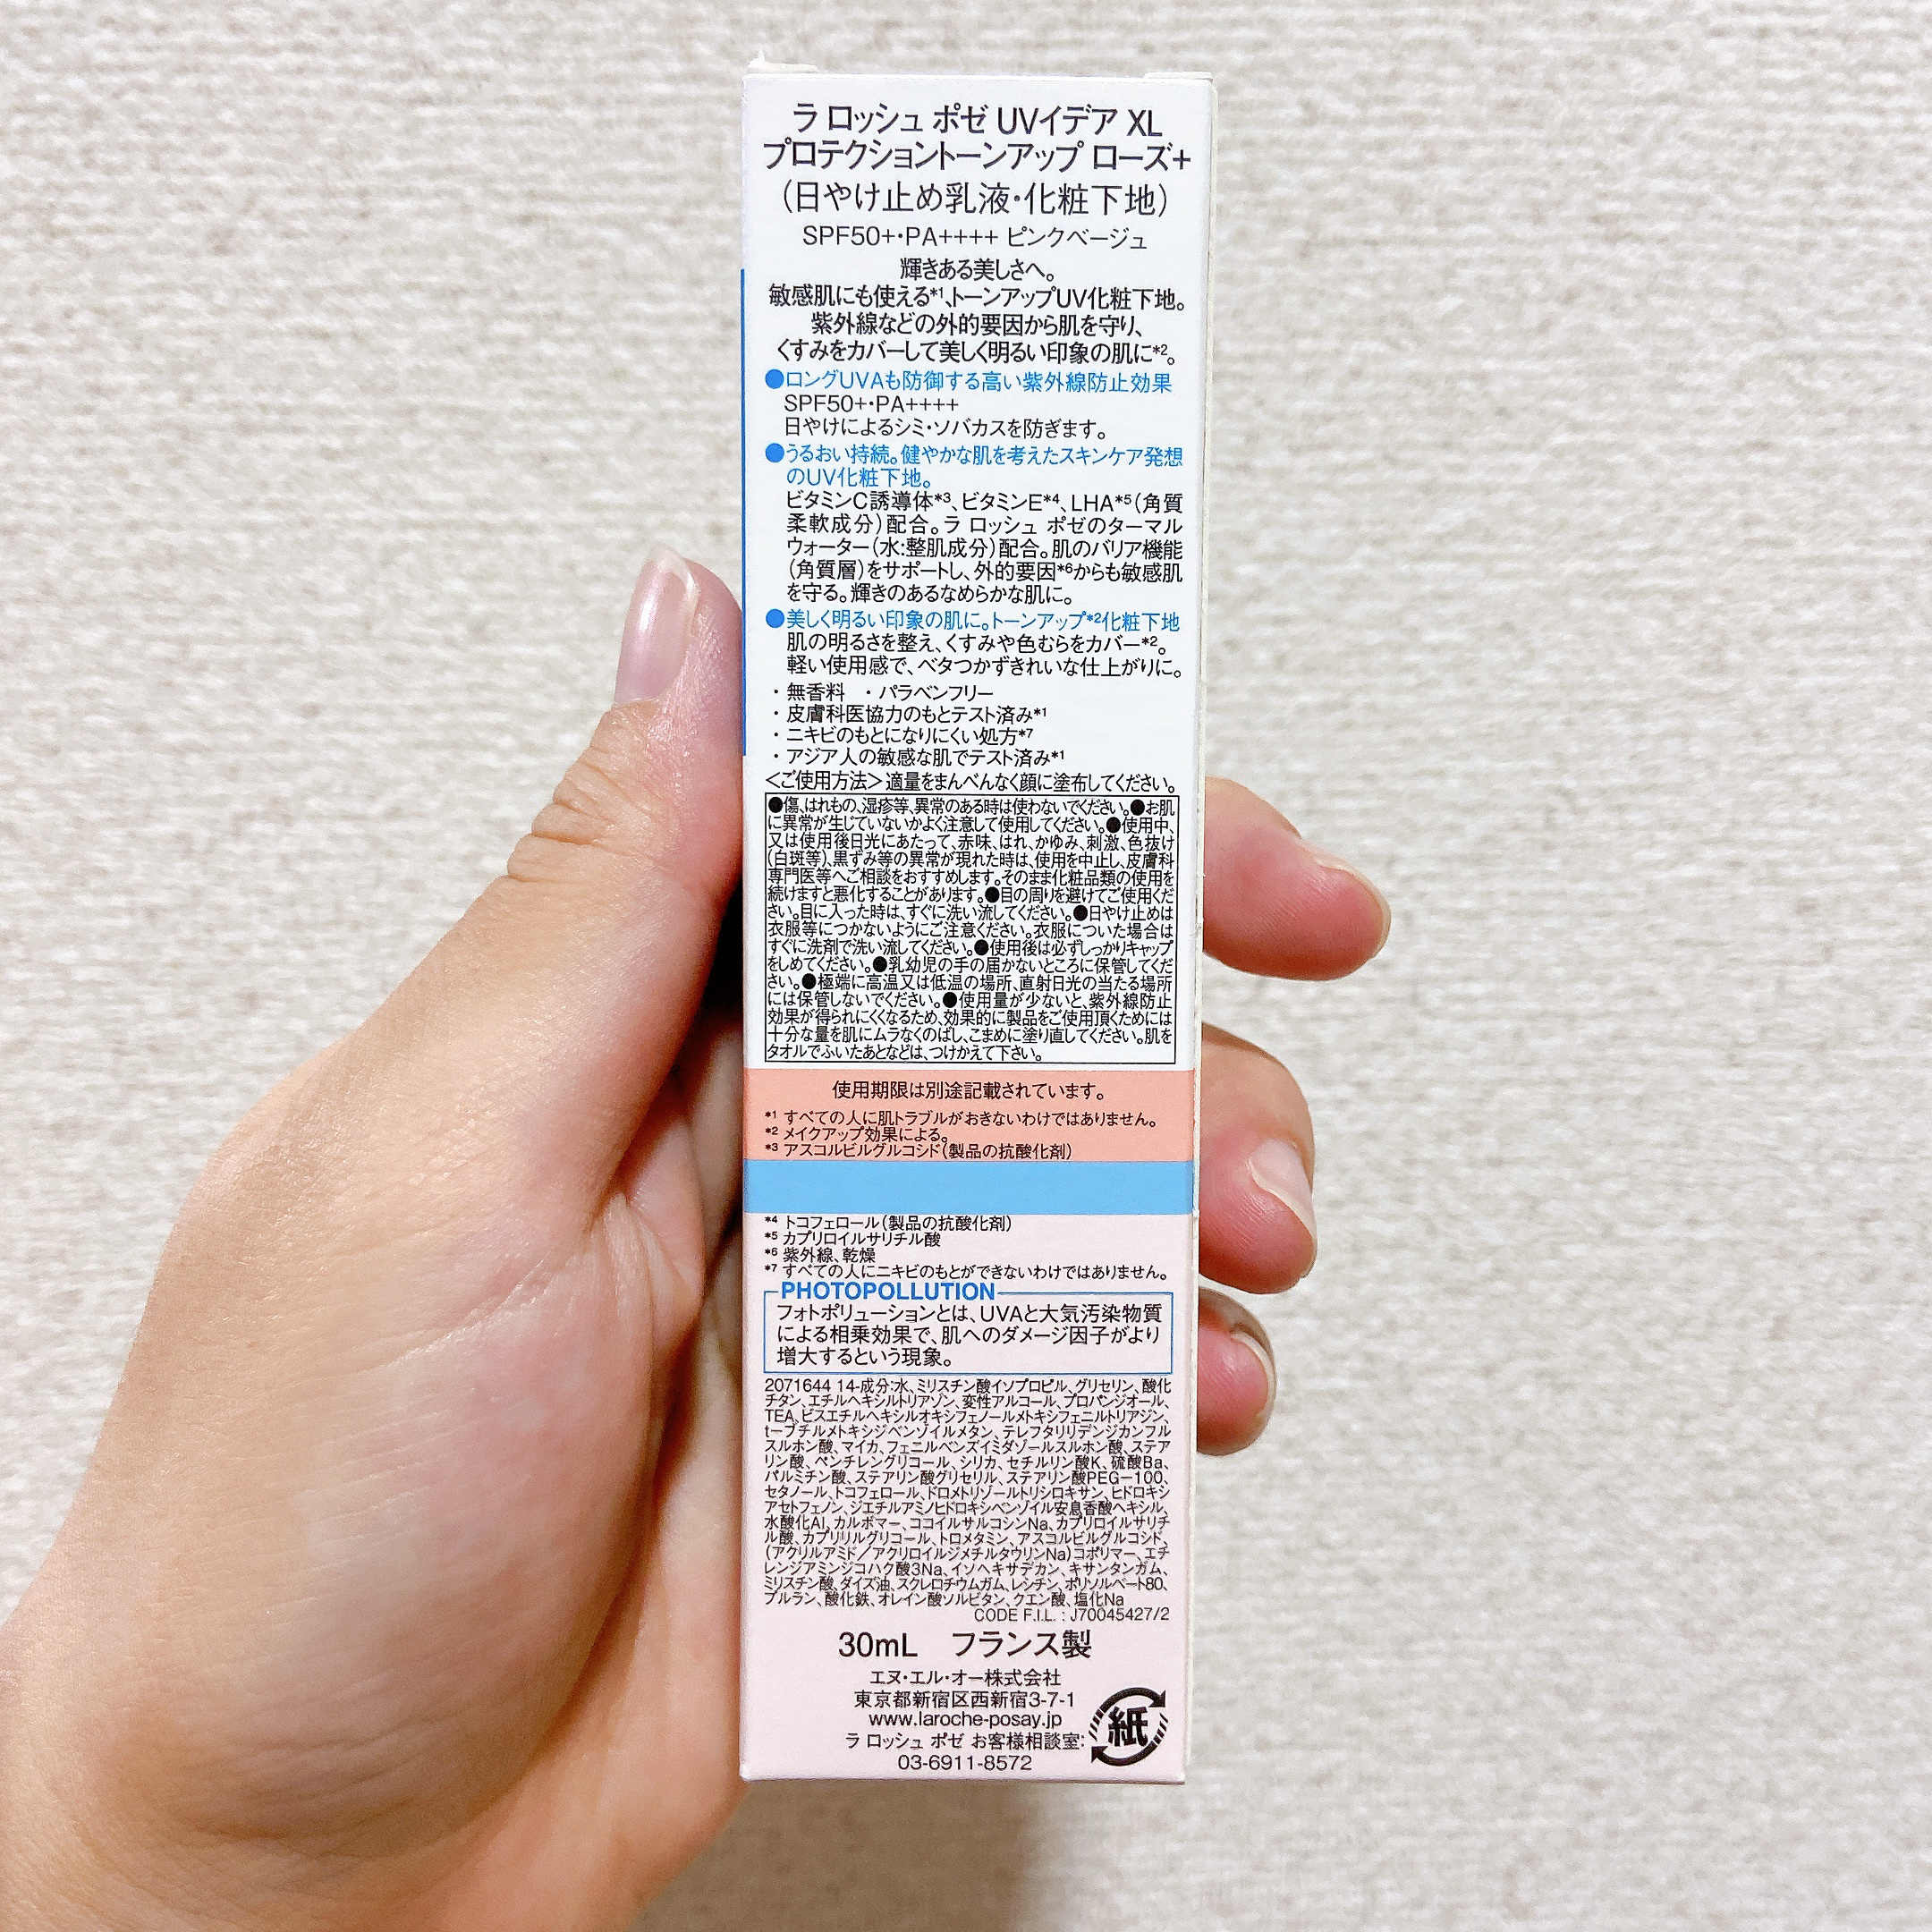 ラ ロッシュ ポゼ UVイデア XL
プロテクショントーンアップ ローズ+
(日やけ止め乳液・化粧下地)
SPF50+・PA++++ ピンクベージュ
輝きある美しさへ。
敏感肌にも使える*1、トーンアップUV化粧下地。
紫外線などの外的要因から肌を守り、
くすみをカバーして美しく明るい印象の肌に*2。
●ロングUVAも防御する高い紫外線防止効果
SPF50+・PA++++
日やけによるシミ・ソバカスを防ぎます。
●うるおい持続。健やかな肌を考えたスキンケア発想
のUV化粧下地。
ビタミンC誘導体*3、ビタミンE*4、LHA*5(角質
柔軟成分)配合。ラ ロッシュ ポゼのターマル
ウォーター(水:整肌成分)配合。肌のバリア機能
(角質層)をサポートし、外的要因*6からも敏感肌
を守る。輝きのあるなめらかな肌に。
●美しく明るい印象の肌に。トーンアップ*2化粧下地
肌の明るさを整え、くすみや色むらをカバー*2。
軽い使用感で、ベタつかずきれいな仕上がりに。
・無香料 ・パラベンフリー
・皮膚科医協力のもとテスト済み*1
・ニキビのもとになりにくい処方*7
・アジア人の敏感な肌でテスト済み*1
<ご使用方法>適量をまんべんなく顔に塗布してください。
●傷、はれもの、湿疹等、異常のある時は使わないでください。●お肌
に異常が生じていないかよく注意して使用してください。●使用中、
又は使用後日光にあたって、赤味、はれ、かゆみ、刺激、色抜け
(白斑等)、黒ずみ等の異常が現れた時は、使用を中止し、皮膚科
専門医等へご相談をおすすめします。そのまま化粧品類の使用を
続けますと悪化することがあります。●目の周りを避けてご使用くだ
さい。目に入った時は、すぐに洗い流してください。●日やけ止めは
衣服等につかないようにご注意ください。衣服についた場合は
すぐに洗剤で洗い流してください。●使用後は必ずしっかりキャップ
をしめてください。●乳幼児の手の届かないところに保管してくだ
さい。●極端に高温又は低温の場所、直射日光の当たる場所
には保管しないでください。●使用量が少ないと、紫外線防止
効果が得られにくくなるため、効果的に製品をご使用頂くためには
十分な量を肌にムラなくのばし、こまめに塗り直してください。肌を
タオルでふいたあとなどは、つけかえて下さい。
使用期限は別途記載されています。
*1 すべての人に肌トラブルがおきないわけではありません。
*2 メイクアップ効果による。
*3 アスコルビルグルコシド(製品の抗酸化剤)
*4 トコフェロール(製品の抗酸化剤)
*5 カプリロイルサリチル酸
*6 紫外線、乾燥
*7 すべての人にニキビのもとができないわけではありません。
PHOTOPOLLUTION
フォトポリューションとは、UVAと大気汚染物質
による相乗効果で、肌へのダメージ因子がより
増大するという現象。
2071644 14-成分:水、ミリスチン酸イソプロピル、グリセリン、酸化
チタン、エチルヘキシルトリアゾン、変性アルコール、プロパンジオール、
TEA、ビスエチルヘキシルオキシフェノールメトキシフェニルトリアジン、
t-ブチルメトキシジベンゾイルメタン、テレフタリリデンジカンフル
スルホン酸、マイカ、フェニルベンズイミダゾールスルホン酸、ステア
リン酸、ペンチレングリコール、シリカ、セチルリン酸K、硫酸Ba、
パルミチン酸、ステアリン酸グリセリル、ステアリン酸PEG-100、
セタノール、トコフェロール、ドロメトリゾールトリシロキサン、ヒドロキシ
アセトフェノン、ジエチルアミノヒドロキシベンゾイル安息香酸ヘキシル、
水酸化Al、カルボマー、ココイルサルコシンNa、カプリロイルサリチ
ル酸、カプリリルグリコール、トロメタミン、アスコルビルグルコシド、
(アクリルアミド/アクリロイルジメチルタウリンNa)コポリマー、エチ
レンジアミンジコハク酸3Na、イソヘキサデカン、キサンタンガム、
ミリスチン酸、ダイズ油、スクレロチウムガム、レシチン、ポリソルベート80、
プルラン、酸化鉄、オレイン酸ソルビタン、クエン酸、塩化Na
CODE F.I.L. : J70045427/2
30mL フランス製
エヌ・エル・オー株式会社
東京都新宿区西新宿3-7-1
www.laroche-posay.jp
ラ ロッシュ ポゼ お客様相談室:
03-6911-8572
紙